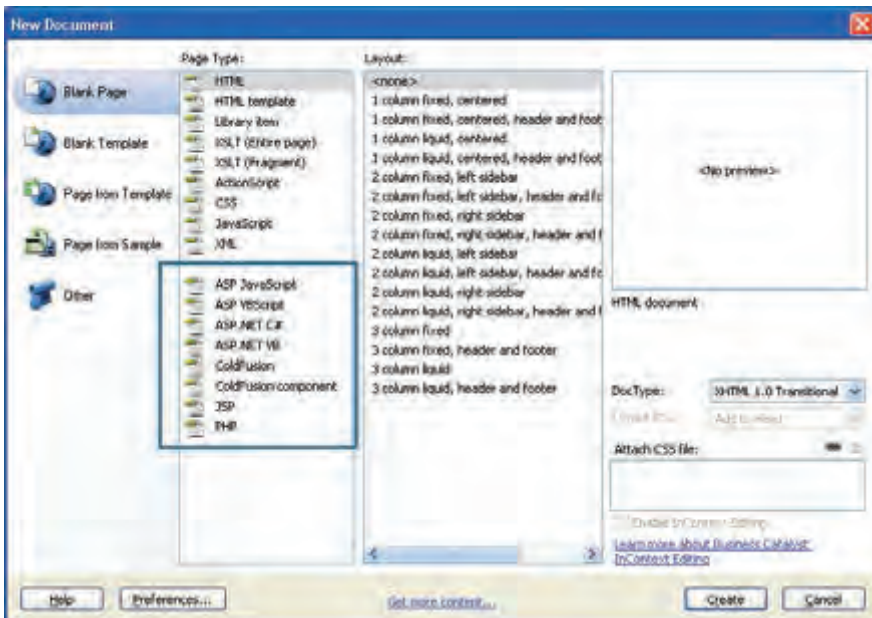 New Document
Blank Page
Blank Template
Page from Template
Page from Sample
Other
Page Type:
HTML
HTML template
Library item
XSLT (Entire page)
XSLT (Fragment)
ActionScript
CSS
JavaScript
XML
ASP JavaScript
ASP VBScript
ASP.NET C#
ASP.NET VB
ColdFusion
ColdFusion component
JSP
PHP
Layout:
<none>
1 column fixed, centered
1 column fixed, centered, header and foot
1 column liquid, centered
1 column liquid, centered, header and foot
2 column fixed, left sidebar
2 column fixed, left sidebar, header and fo
2 column fixed, right sidebar
2 column fixed, right sidebar, header and f
2 column liquid, left sidebar
2 column liquid, left sidebar, header and fo
2 column liquid, right sidebar
2 column liquid, right sidebar, header and f
3 column fixed
3 column fixed, header and footer
3 column liquid
3 column liquid, header and footer
<No preview>
HTML document
DocType: XHTML 1.0 Transitional
Layout CSS: Add to Head
Attach CSS file:
Enable InContext Editing
Learn more about Business Catalyst
InContext Editing
Help
Preferences...
Get more content...
Create
Cancel